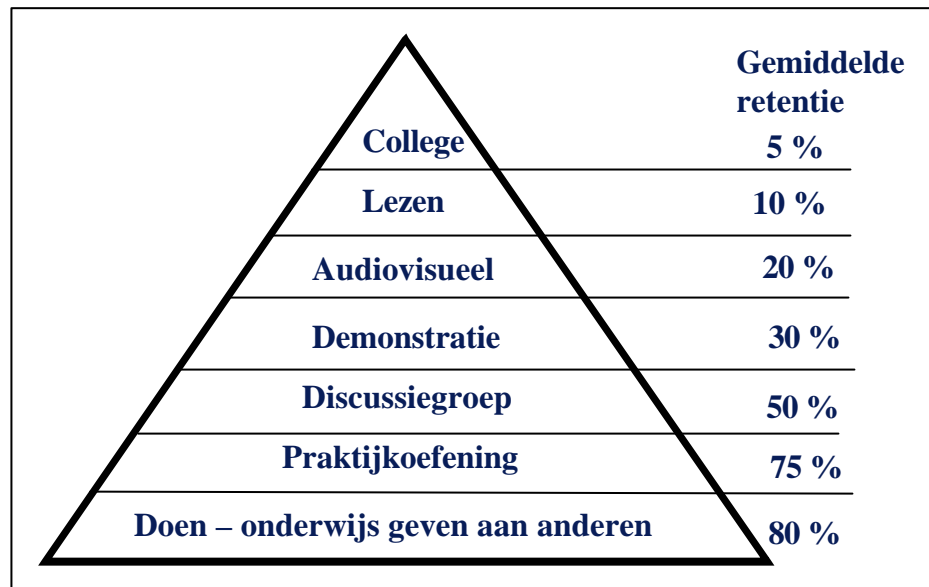 Gemiddelde
retentie
College 5 %
Lezen 10 %
Audiovisueel 20 %
Demonstratie 30 %
Discussiegroep 50 %
Praktijkoefening 75 %
Doen – onderwijs geven aan anderen 80 %